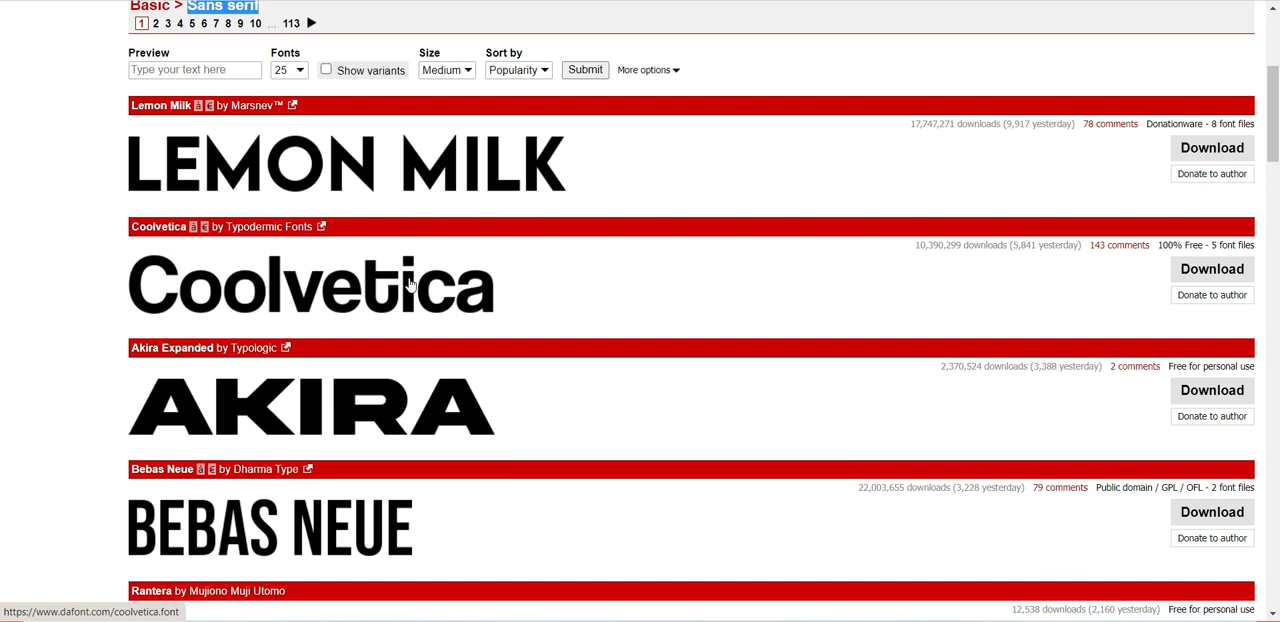 Basic > Sans serif
1 2 3 4 5 6 7 8 9 10 ... 113
Preview Fonts Size Sort by
Type your text here 25 Show variants Medium Popularity Submit More options
Lemon Milk à € by Marsnev™
17,747,271 downloads (9,917 yesterday) 78 comments Donationware - 8 font files
LEMON MILK
Download
Donate to author
Coolvetica à € by Typodermic Fonts
10,390,299 downloads (5,841 yesterday) 143 comments 100% Free - 5 font files
Coolvetica
Download
Donate to author
Akira Expanded by Typologic
2,370,524 downloads (3,388 yesterday) 2 comments Free for personal use
AKIRA
Download
Donate to author
Bebas Neue à € by Dharma Type
22,003,655 downloads (3,228 yesterday) 79 comments Public domain / GPL / OFL - 2 font files
BEBAS NEUE
Download
Donate to author
Rantera by Mujiono Muji Utomo
12,538 downloads (2,160 yesterday) Free for personal use
https://www.dafont.com/coolvetica.font